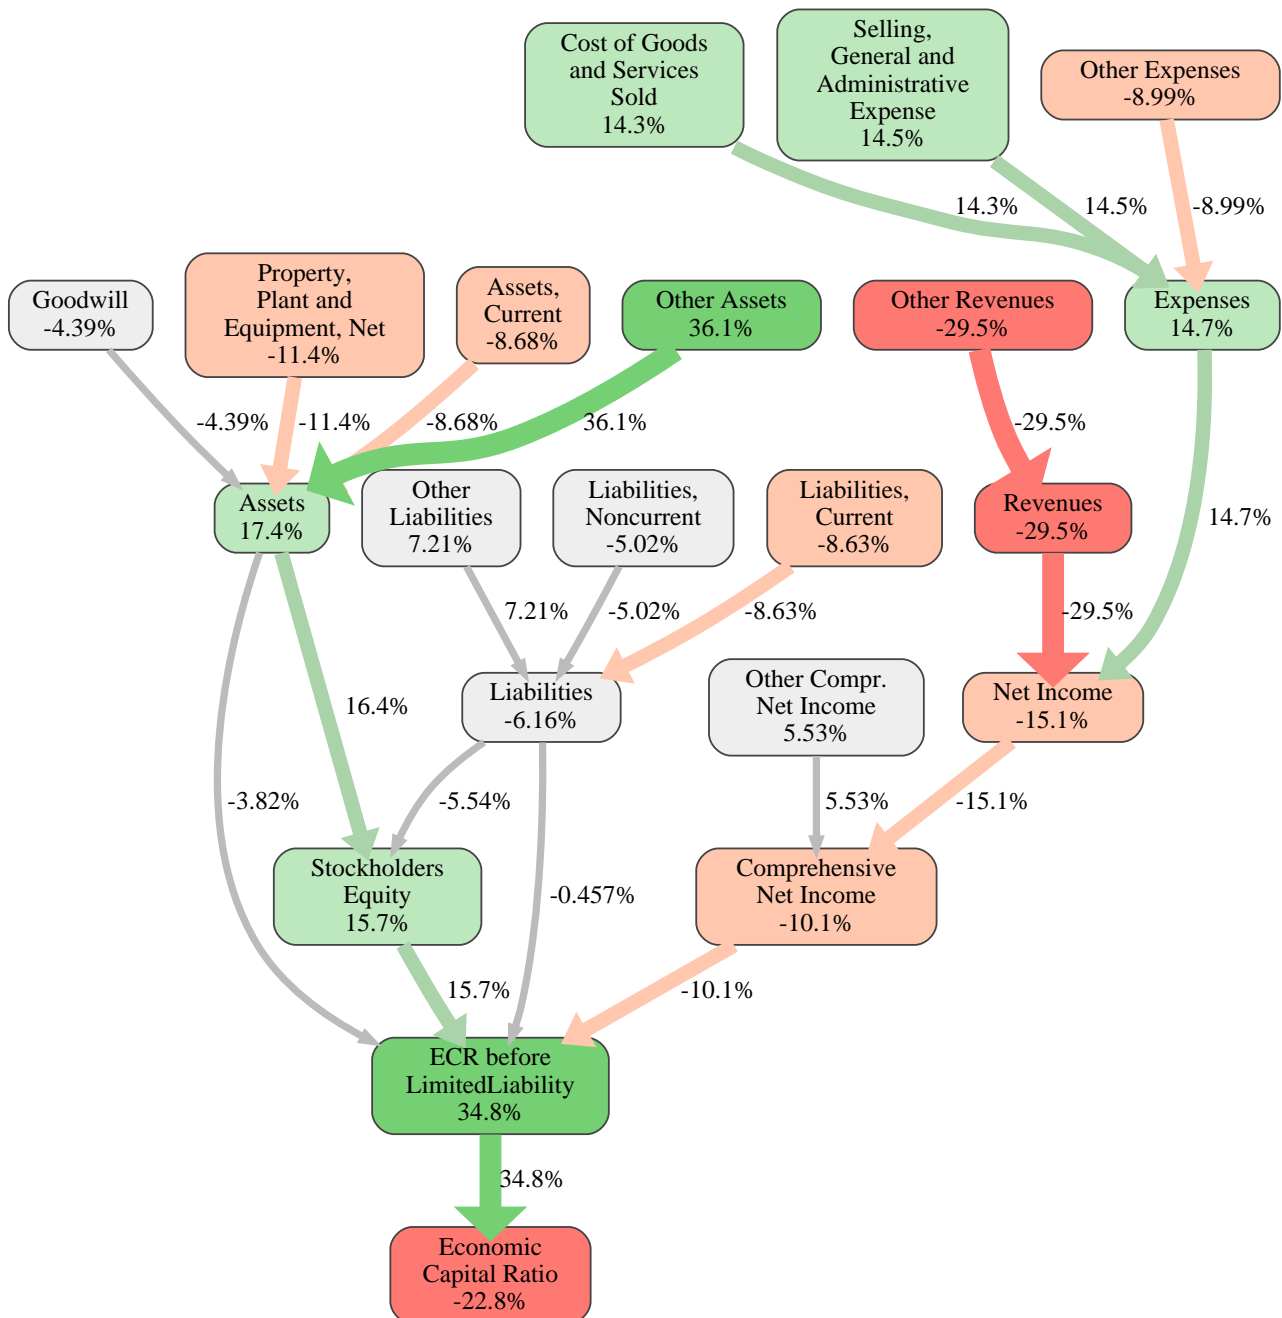 Cost of Goods
and Services
Sold
14.3%
Selling,
General and
Administrative
Expense
14.5%
Other Expenses
-8.99%
14.3%
14.5%
-8.99%
Goodwill
-4.39%
Property,
Plant and
Equipment, Net
-11.4%
Assets,
Current
-8.68%
Other Assets
36.1%
Other Revenues
-29.5%
Expenses
14.7%
-4.39%
-11.4%
-8.68%
36.1%
-29.5%
14.7%
Assets
17.4%
Other
Liabilities
7.21%
Liabilities,
Noncurrent
-5.02%
Liabilities,
Current
-8.63%
Revenues
-29.5%
7.21%
-5.02%
-8.63%
-29.5%
16.4%
Liabilities
-6.16%
Other Compr.
Net Income
5.53%
Net Income
-15.1%
-3.82%
-5.54%
5.53%
-15.1%
Stockholders
Equity
15.7%
-0.457%
Comprehensive
Net Income
-10.1%
15.7%
-10.1%
ECR before
LimitedLiability
34.8%
34.8%
Economic
Capital Ratio
-22.8%